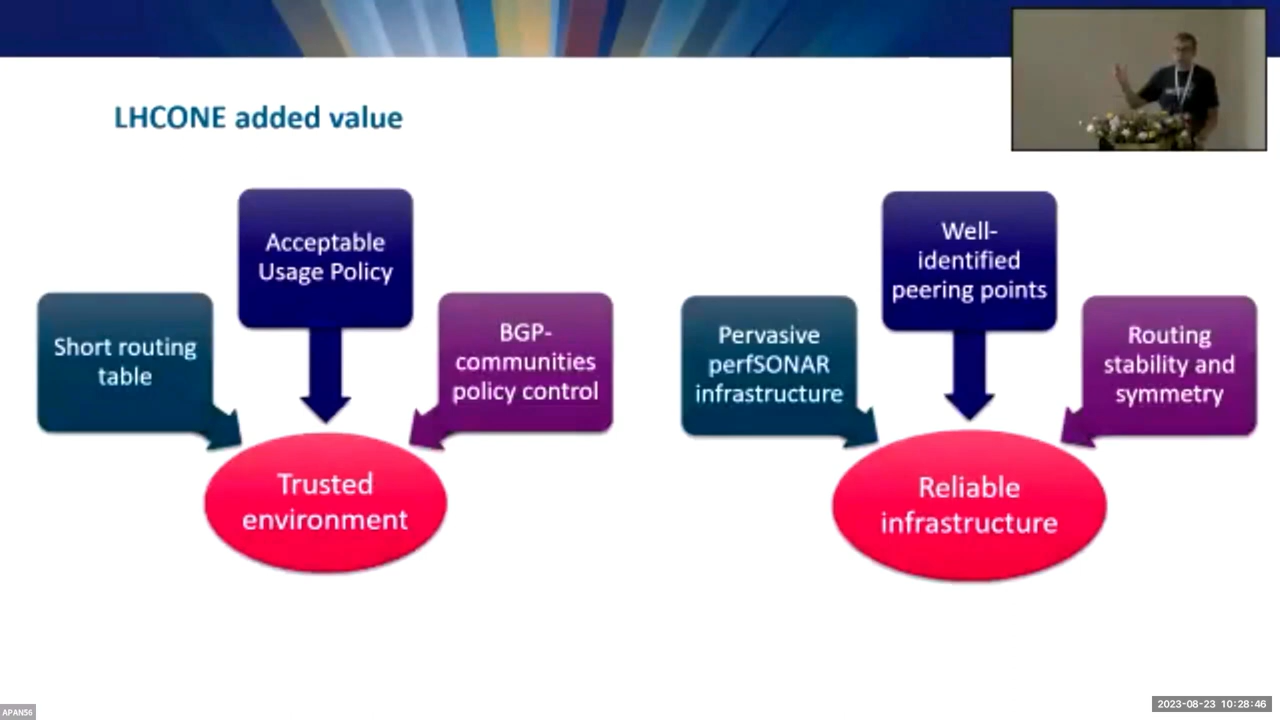 LHCONE added value
Acceptable
Usage Policy
Short routing
table
BGP-
communities
policy control
Trusted
environment
Well-
identified
peering points
Pervasive
perfSONAR
infrastructure
Routing
stability and
symmetry
Reliable
infrastructure
APAN56
2023-08-23 10:28:46